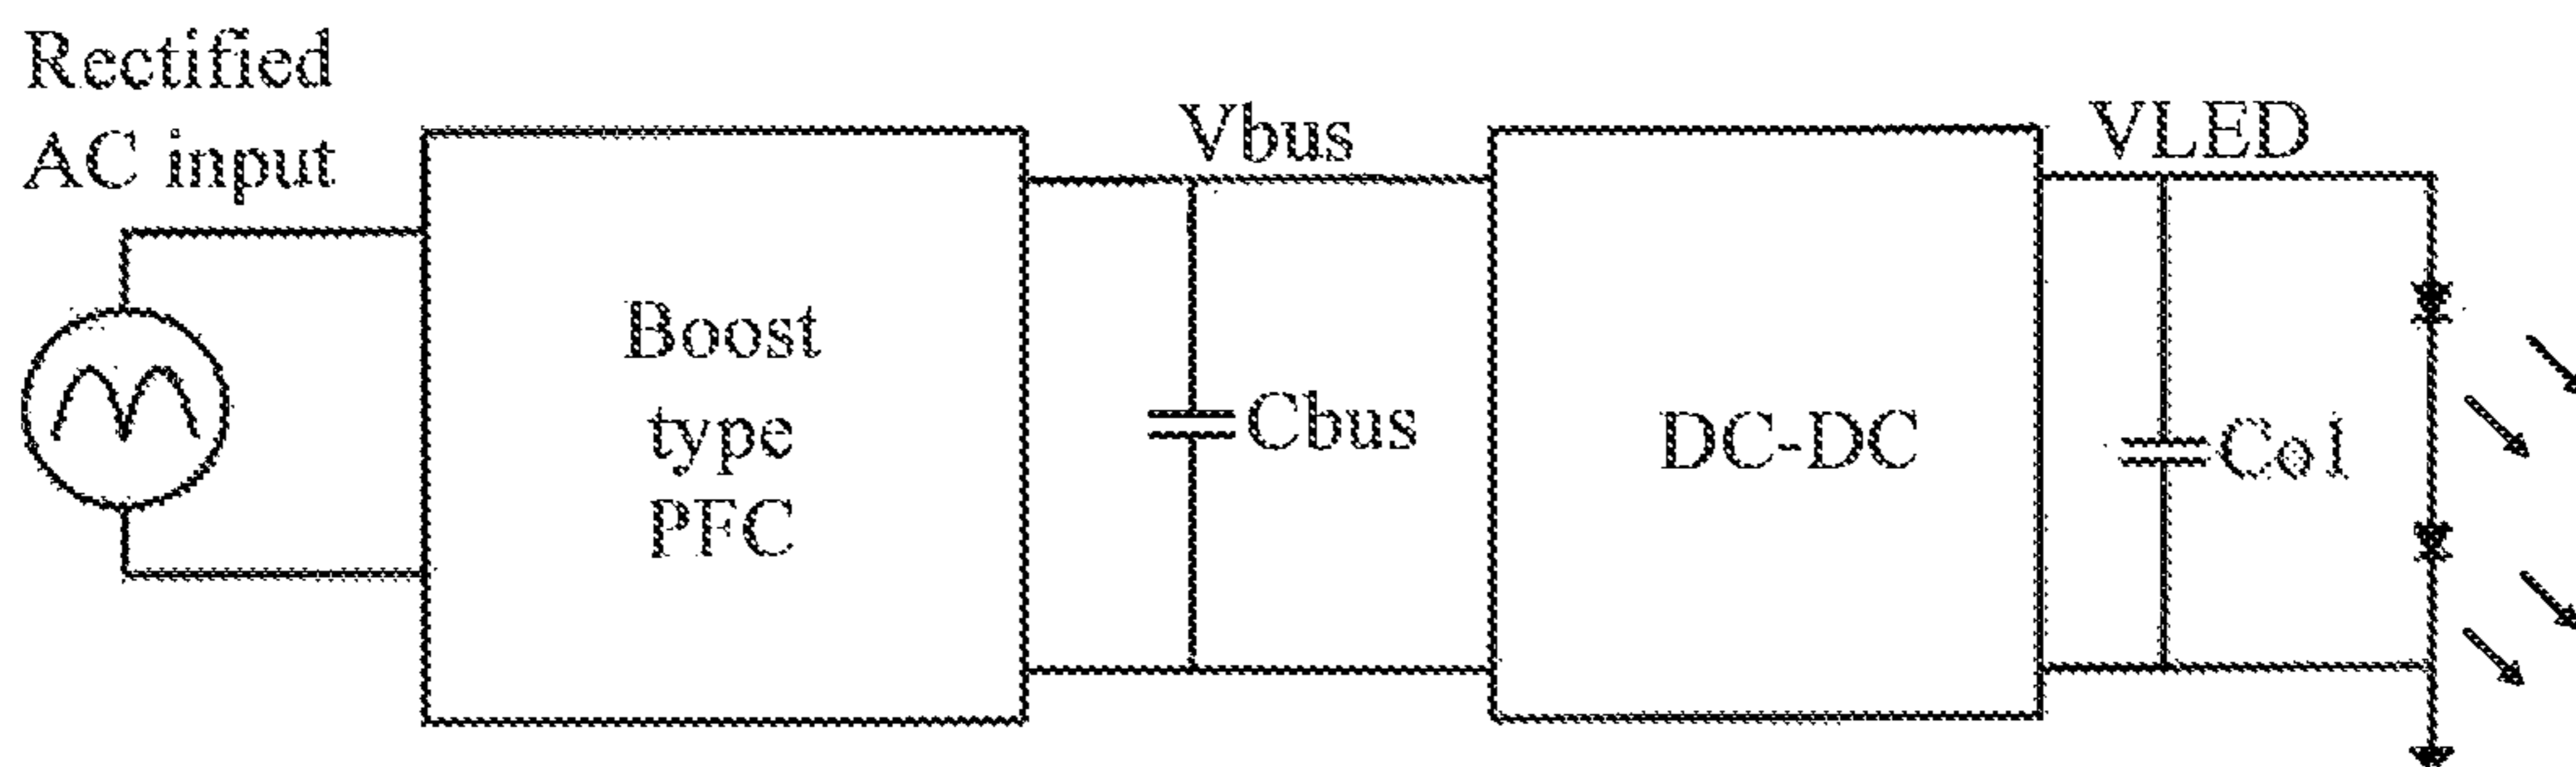 Rectified
AC input
Boost
type
PFC
Vbus
Cbus
DC-DC
VLED
Co1